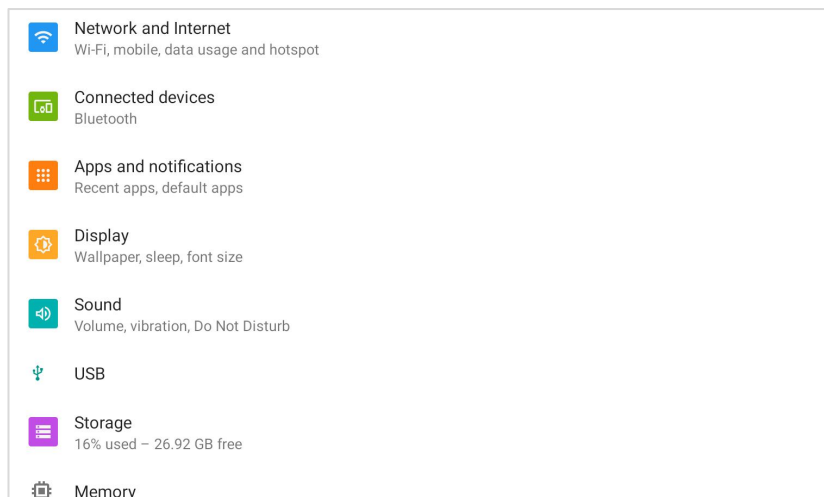 Network and Internet
Wi-Fi, mobile, data usage and hotspot
Connected devices
Bluetooth
Apps and notifications
Recent apps, default apps
Display
Wallpaper, sleep, font size
Sound
Volume, vibration, Do Not Disturb
USB
Storage
16% used – 26.92 GB free
Memory